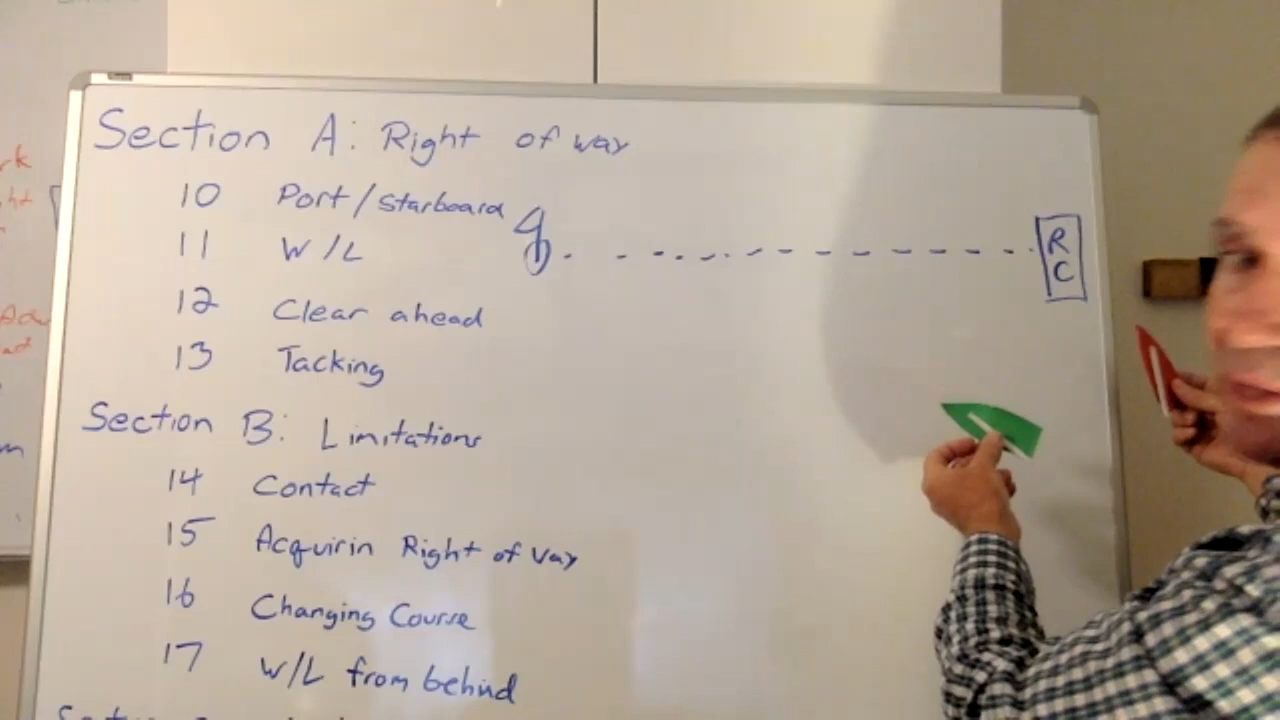 Section A: Right of way
10 Port/Starboard
11 W/L
12 Clear ahead
13 Tacking
Section B: Limitations
14 Contact
15 Acquirin Right of Way
16 Changing Course
17 W/L from behind
R
C